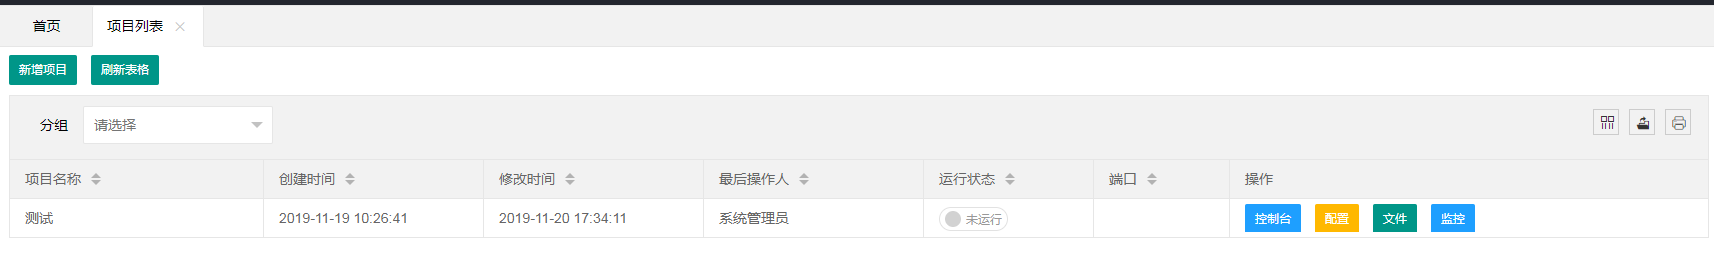 首页 项目列表
新增项目 刷新表格
分组 请选择
项目名称 创建时间 修改时间 最后操作人 运行状态 端口 操作
测试 2019-11-19 10:26:41 2019-11-20 17:34:11 系统管理员 未运行 控制台 配置 文件 监控